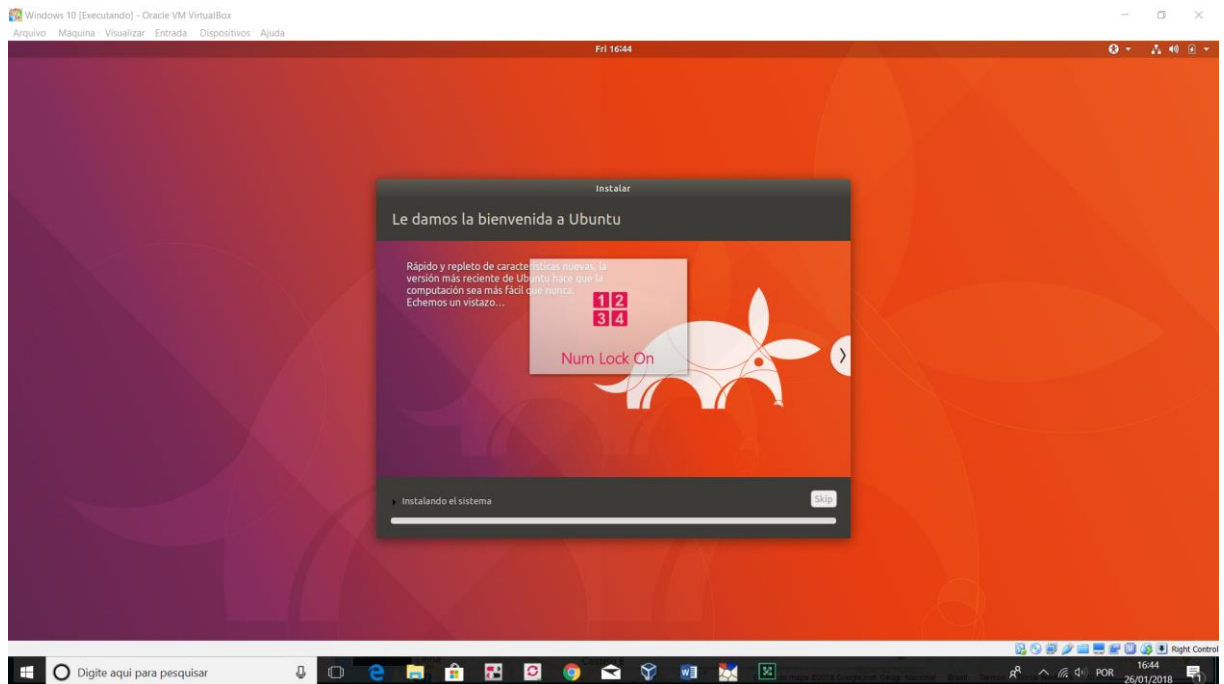 Windows 10 [Executando] - Oracle VM VirtualBox
Arquivo Máquina Visualizar Entrada Dispositivos Ajuda
Fri 16:44
Instalar
Le damos la bienvenida a Ubuntu
Rápido y repleto de características nuevas, la
versión más reciente de Ubuntu hace que la
computación sea más fácil que nunca.
Echemos un vistazo...
1 2
3 4
Num Lock On
Instalando el sistema
Skip
Right Control
Digite aqui para pesquisar
POR
16:44
26/01/2018